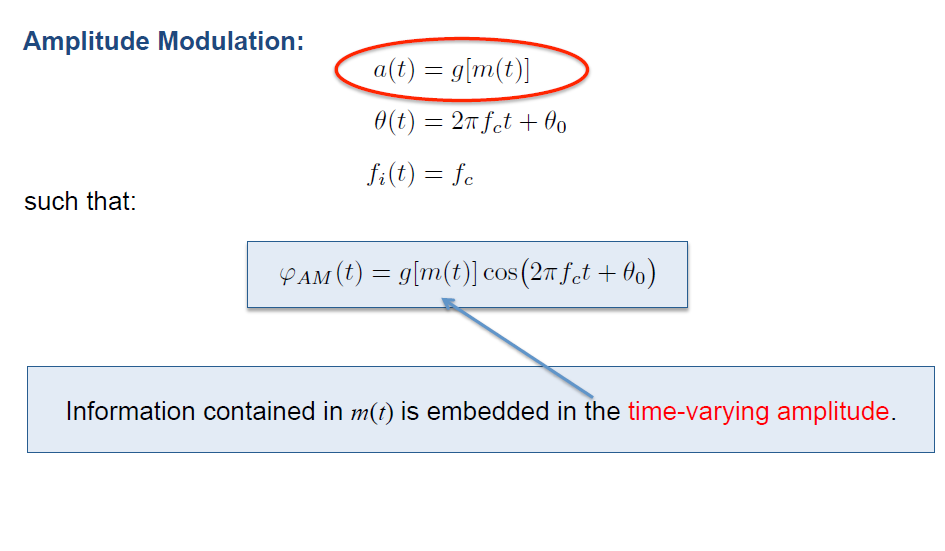 Amplitude Modulation:
a(t) = g[m(t)]
θ(t) = 2πf_c t + θ_0
f_i(t) = f_c
such that:
φ_AM(t) = g[m(t)] cos(2πf_c t + θ_0)
Information contained in m(t) is embedded in the time-varying amplitude.